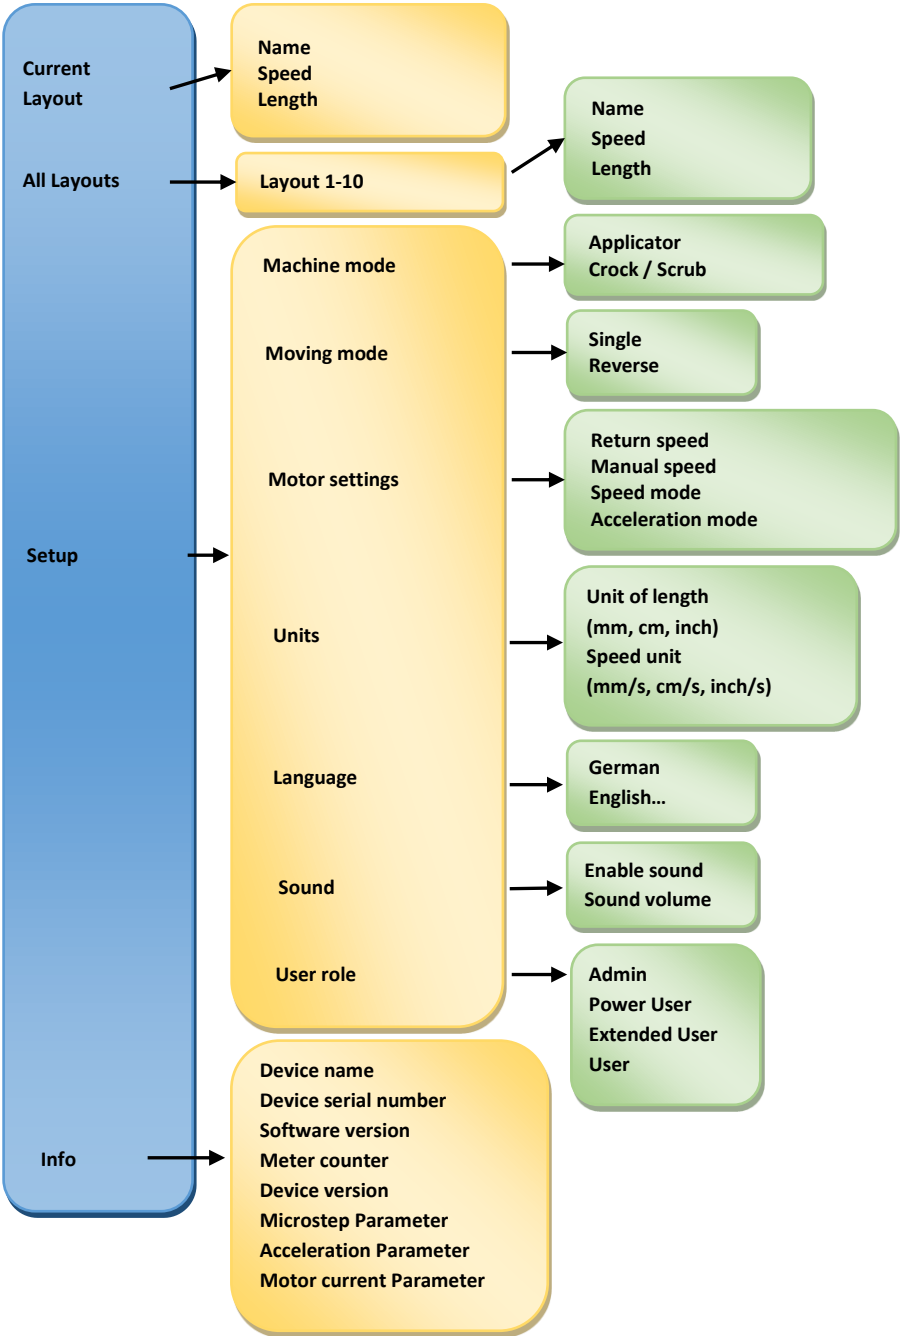 Current
Layout
Name
Speed
Length
All Layouts
Layout 1-10
Name
Speed
Length
Setup
Machine mode
Applicator
Crock / Scrub
Moving mode
Single
Reverse
Motor settings
Return speed
Manual speed
Speed mode
Acceleration mode
Units
Unit of length
(mm, cm, inch)
Speed unit
(mm/s, cm/s, inch/s)
Language
German
English…
Sound
Enable sound
Sound volume
User role
Admin
Power User
Extended User
User
Info
Device name
Device serial number
Software version
Meter counter
Device version
Microstep Parameter
Acceleration Parameter
Motor current Parameter